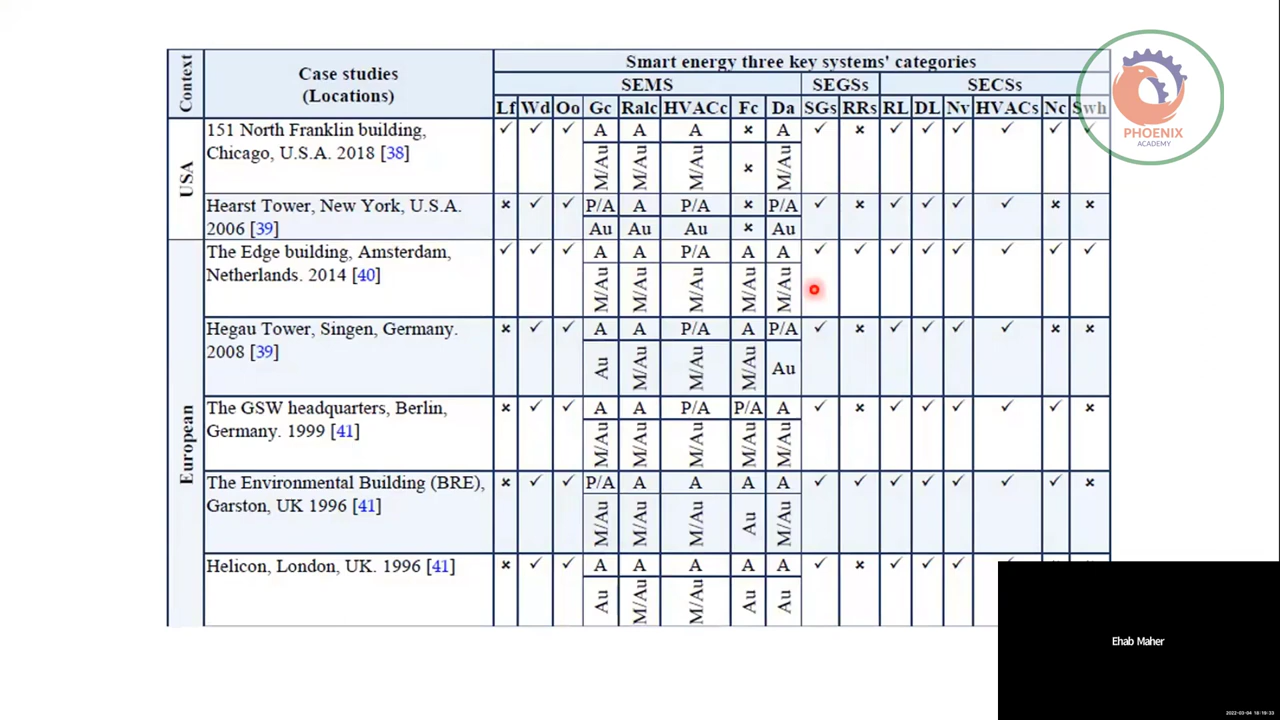 Context
Case studies
(Locations)
Smart energy three key systems' categories
SEMS SEGSs SECSs
Lf Wd Oo Gc Ralc HVACc Fc Da SGs RRs RL DL Nv HVACs Nc Swh
USA
151 North Franklin building, ✓ ✓ ✓ A A A × A ✓ × ✓ ✓ ✓ ✓ ✓ ✓
Chicago, U.S.A. 2018 [38] M/Au M/Au M/Au × M/Au
Hearst Tower, New York, U.S.A. × ✓ ✓ P/A A P/A × P/A ✓ × ✓ ✓ ✓ ✓ × ×
2006 [39] Au Au Au × Au
European
The Edge building, Amsterdam, ✓ ✓ ✓ A A P/A A A ✓ ✓ ✓ ✓ ✓ ✓ ✓ ✓
Netherlands. 2014 [40] M/Au M/Au M/Au M/Au M/Au
Hegau Tower, Singen, Germany. × ✓ ✓ A A P/A A P/A ✓ × ✓ ✓ ✓ ✓ × ×
2008 [39] Au M/Au M/Au M/Au Au
The GSW headquarters, Berlin, × ✓ ✓ A A P/A P/A A ✓ × ✓ ✓ ✓ ✓ ✓ ×
Germany. 1999 [41] M/Au M/Au M/Au M/Au M/Au
The Environmental Building (BRE), × ✓ ✓ P/A A A A A ✓ ✓ ✓ ✓ ✓ ✓ ✓ ×
Garston, UK 1996 [41] M/Au M/Au M/Au Au M/Au
Helicon, London, UK. 1996 [41] × ✓ ✓ A A A A A ✓ × ✓ ✓ ✓
Au M/Au M/Au Au Au
PHOENIX
ACADEMY
Ehab Maher
2022-03-04 18:19:33